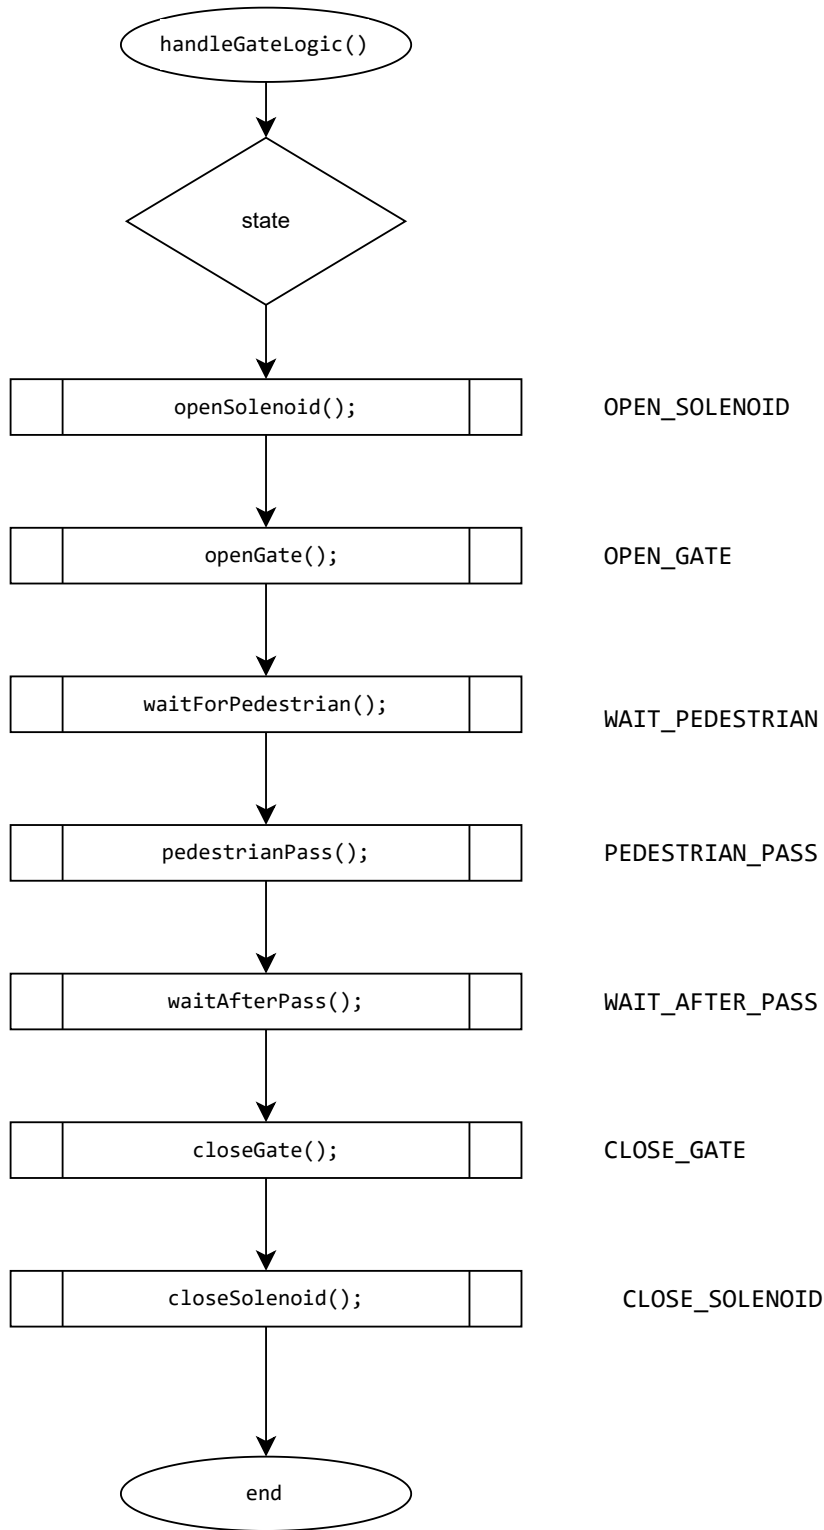 handleGateLogic()
state
openSolenoid();
OPEN_SOLENOID
openGate();
OPEN_GATE
waitForPedestrian();
WAIT_PEDESTRIAN
pedestrianPass();
PEDESTRIAN_PASS
waitAfterPass();
WAIT_AFTER_PASS
closeGate();
CLOSE_GATE
closeSolenoid();
CLOSE_SOLENOID
end